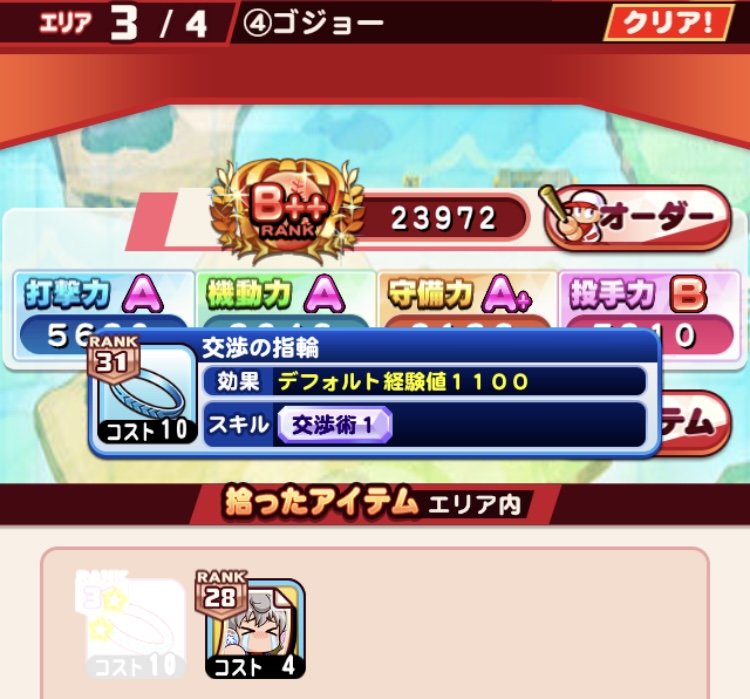 エリア 3 / 4 ④ゴジョー クリア!
B++ RANK 23972 オーダー
打撃力 A 機動力 A 守備力 A+ 投手力 B
RANK 31 交渉の指輪
効果 デフォルト経験値1100
コスト10 スキル 交渉術1
テム
拾ったアイテム エリア内
RANK RANK
3 28
コスト10 コスト 4